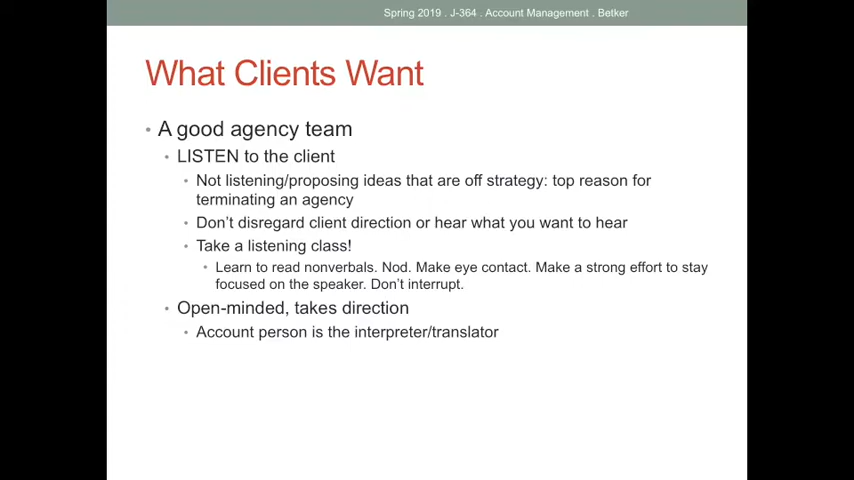 Spring 2019 . J-364 . Account Management . Betker
What Clients Want
• A good agency team
• LISTEN to the client
• Not listening/proposing ideas that are off strategy: top reason for
terminating an agency
• Don't disregard client direction or hear what you want to hear
• Take a listening class!
• Learn to read nonverbals. Nod. Make eye contact. Make a strong effort to stay
focused on the speaker. Don't interrupt.
• Open-minded, takes direction
• Account person is the interpreter/translator